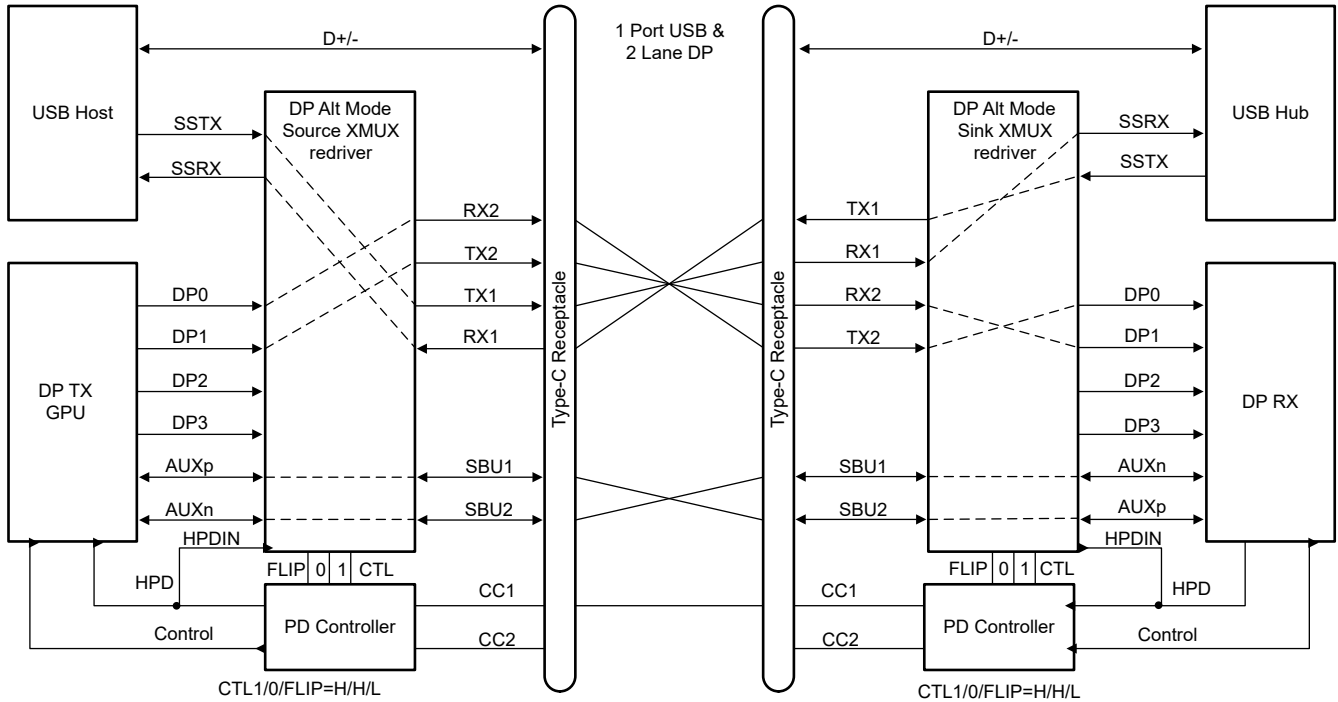 1 Port USB &
2 Lane DP
USB Host
D+/-
SSTX
SSRX
DP Alt Mode
Source XMUX
redriver
RX2
TX2
TX1
RX1
DP TX
GPU
DP0
DP1
DP2
DP3
AUXp
AUXn
SBU1
SBU2
HPDIN
HPD
FLIP 0 1 CTL
PD Controller
Control
CC1
CC2
CTL1/0/FLIP=H/H/L
Type-C Receptacle
Type-C Receptacle
D+/-
USB Hub
DP Alt Mode
Sink XMUX
redriver
SSRX
SSTX
TX1
RX1
RX2
TX2
DP0
DP1
DP2
DP3
DP RX
SBU1
SBU2
AUXn
AUXp
HPDIN
HPD
FLIP 0 1 CTL
CC1
CC2
PD Controller
Control
CTL1/0/FLIP=H/H/L